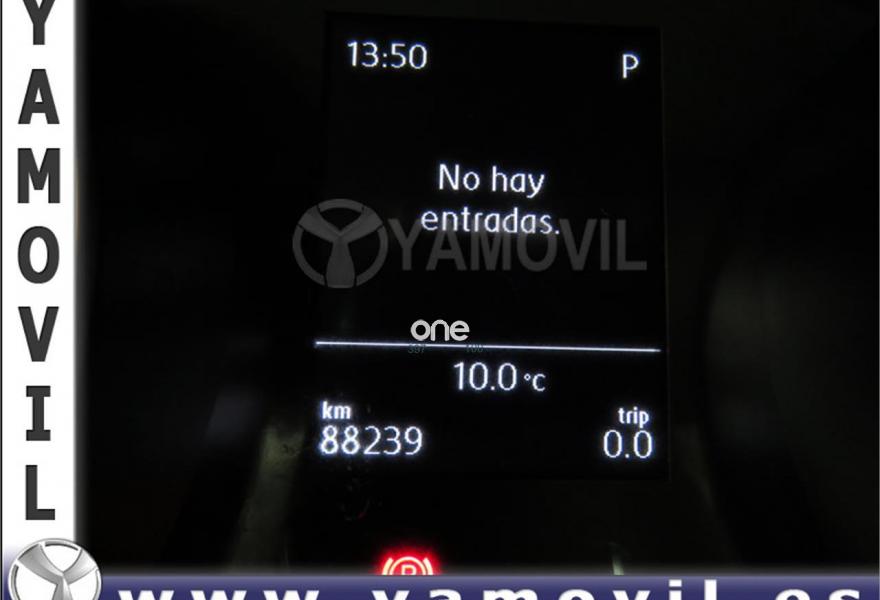 YAMOVIL
13:50
P
No hay
entradas.
YAMOVIL
one
10.0 °C
km
88239
trip
0.0
www.yamovil.es